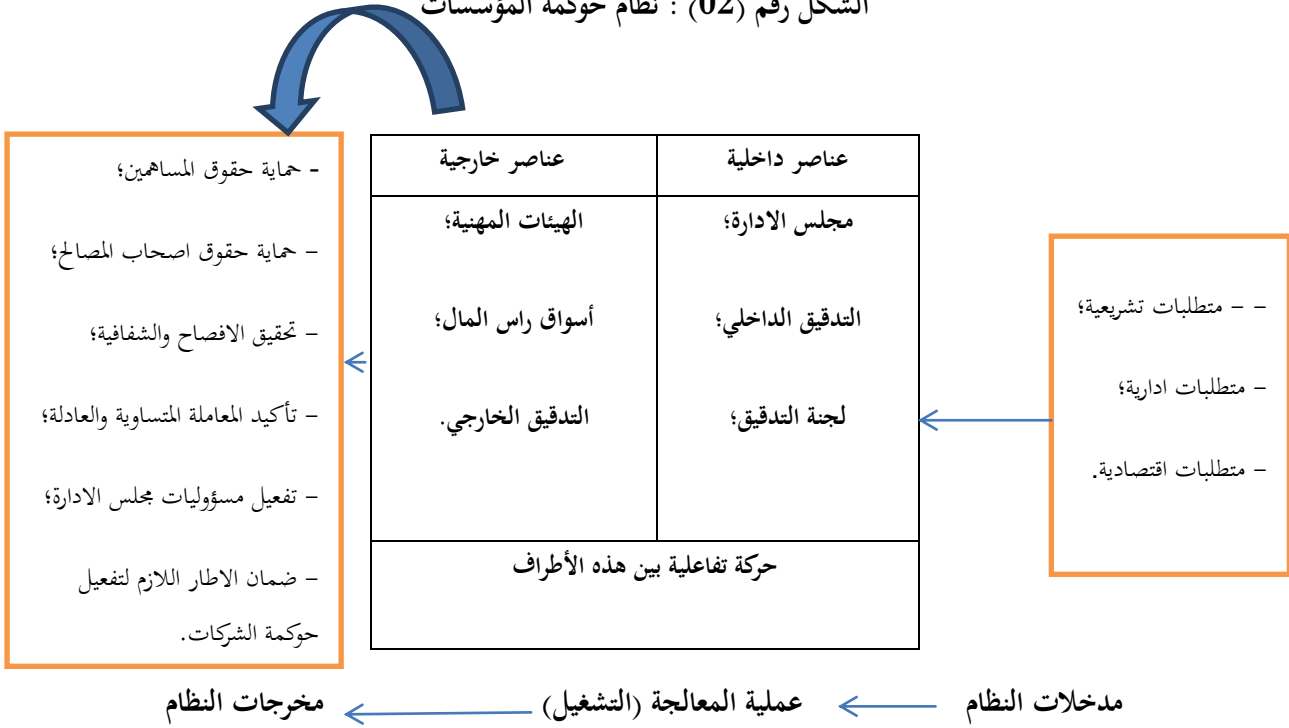 الشكل رقم (02) : نظام حوكمة المؤسسات
عناصر داخلية
عناصر خارجية
مجلس الادارة؛
التدقيق الداخلي؛
لجنة التدقيق؛
الهيئات المهنية؛
أسواق راس المال؛
التدقيق الخارجي.
حركة تفاعلية بين هذه الأطراف
– – متطلبات تشريعية؛
– متطلبات ادارية؛
– متطلبات اقتصادية.
- حماية حقوق المساهمين؛
– حماية حقوق اصحاب المصالح؛
– تحقيق الافصاح والشفافية؛
– تأكيد المعاملة المتساوية والعادلة؛
– تفعيل مسؤوليات مجلس الادارة؛
– ضمان الاطار اللازم لتفعيل
حوكمة الشركات.
مدخلات النظام
عملية المعالجة (التشغيل)
مخرجات النظام